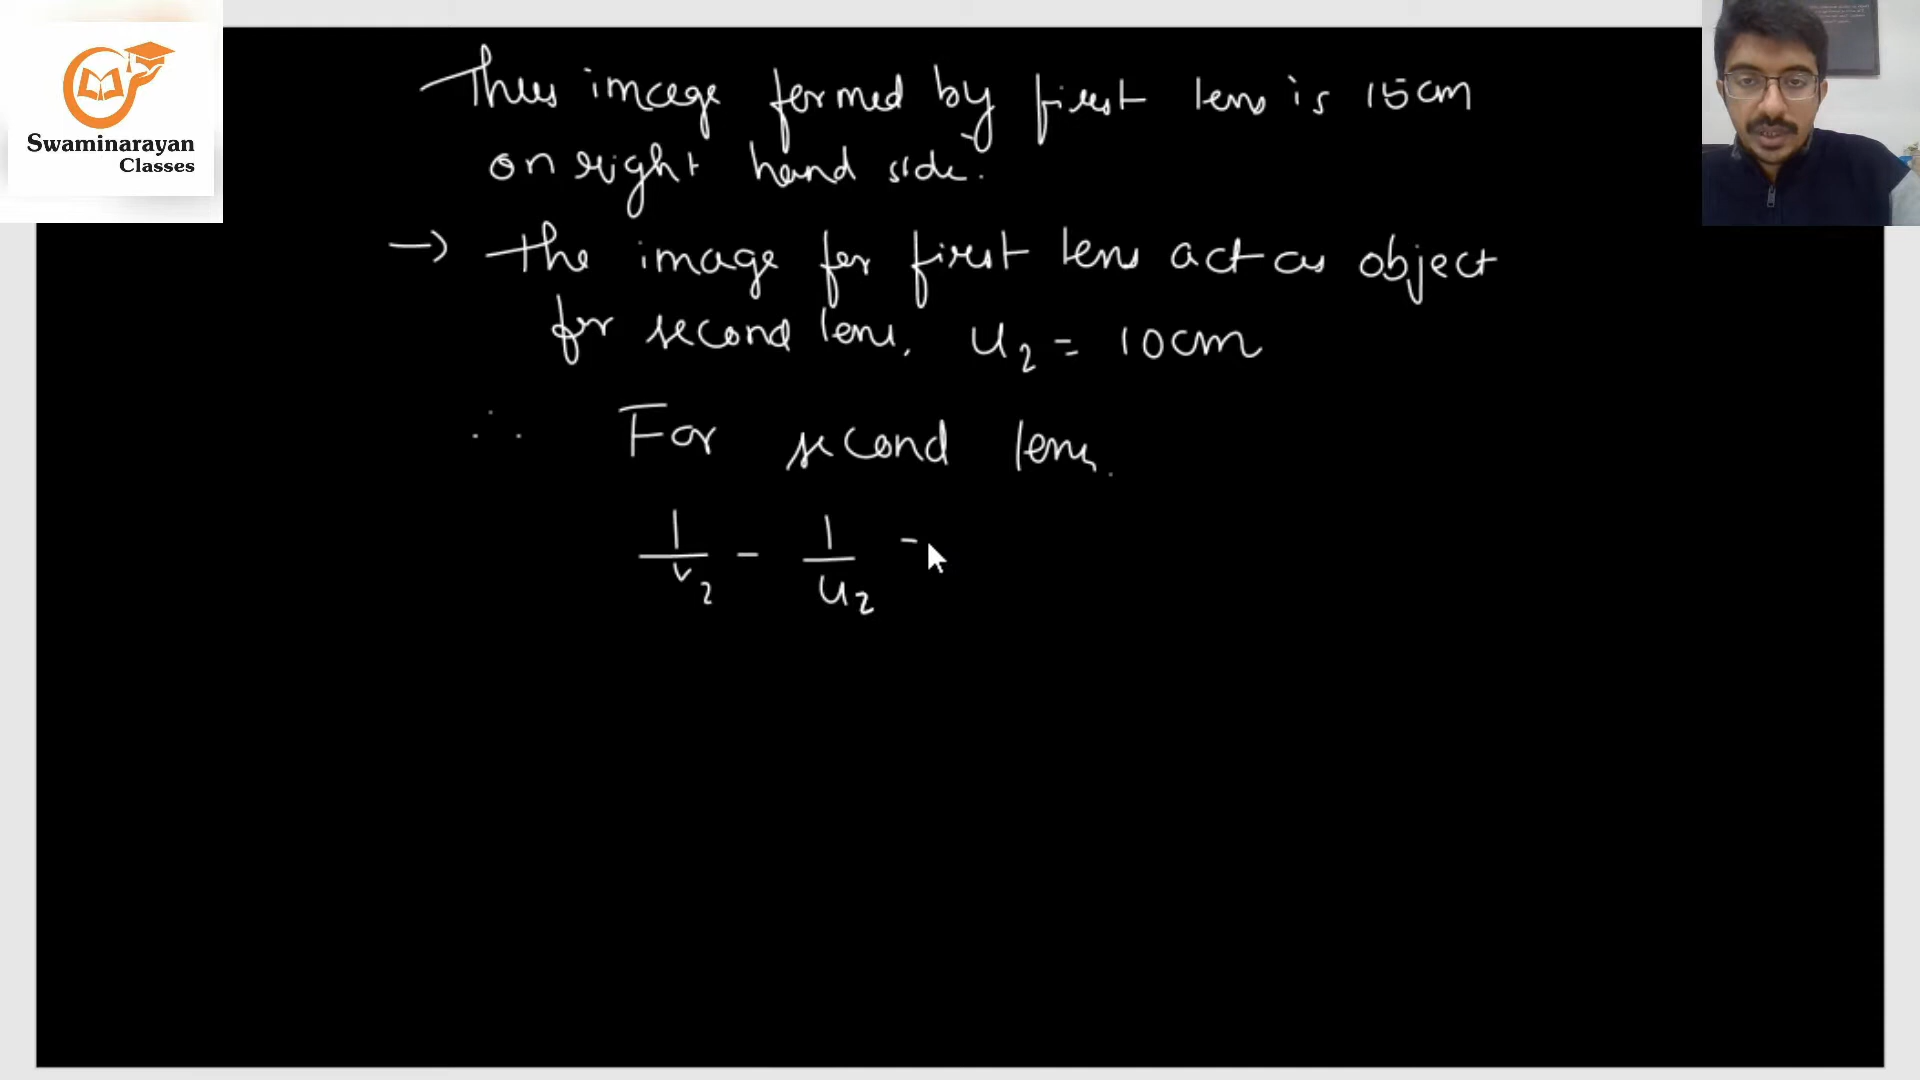 Swaminarayan
Classes
Thus image formed by first lens is 15cm
on right hand side.
→ The image for first lens act as object
for second lens, u₂ = 10cm
∴ For second lens.
1/v₂ - 1/u₂ -